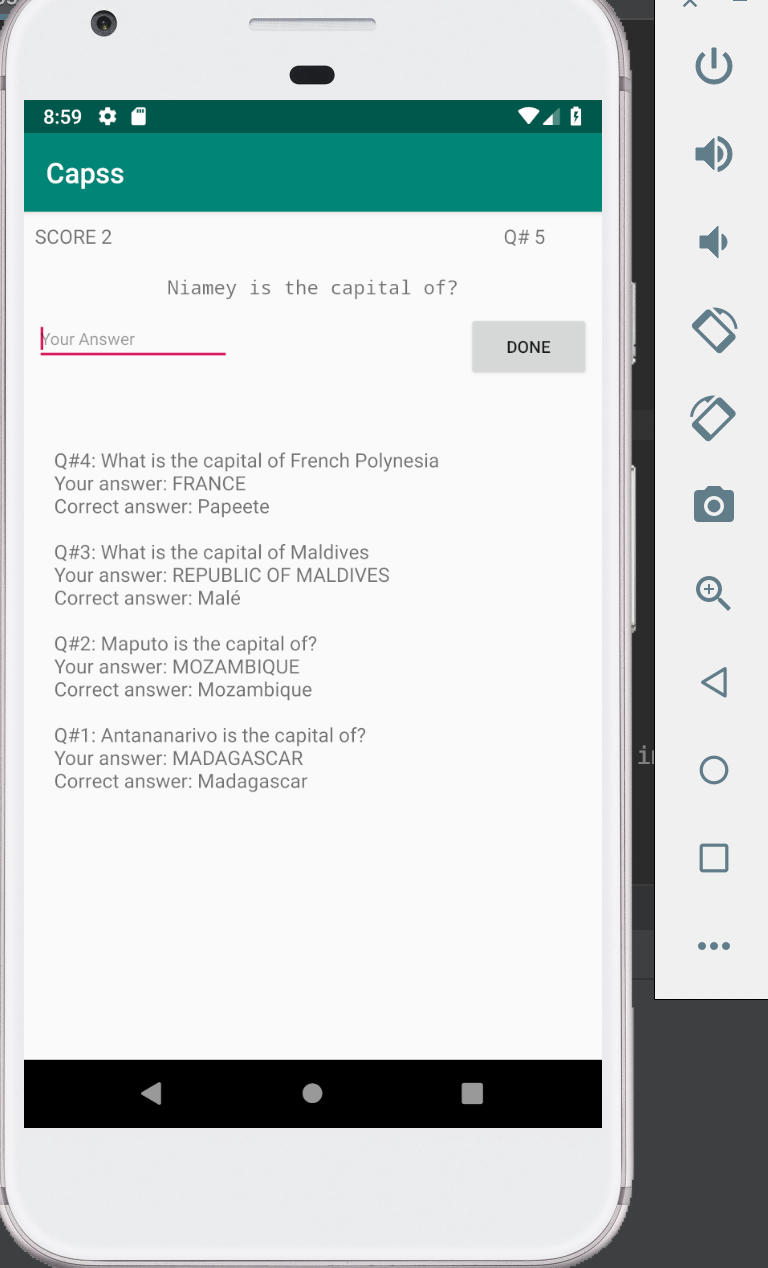 8:59
Capss
SCORE 2 Q# 5
Niamey is the capital of?
Your Answer DONE
Q#4: What is the capital of French Polynesia
Your answer: FRANCE
Correct answer: Papeete
Q#3: What is the capital of Maldives
Your answer: REPUBLIC OF MALDIVES
Correct answer: Malé
Q#2: Maputo is the capital of?
Your answer: MOZAMBIQUE
Correct answer: Mozambique
Q#1: Antananarivo is the capital of?
Your answer: MADAGASCAR
Correct answer: Madagascar